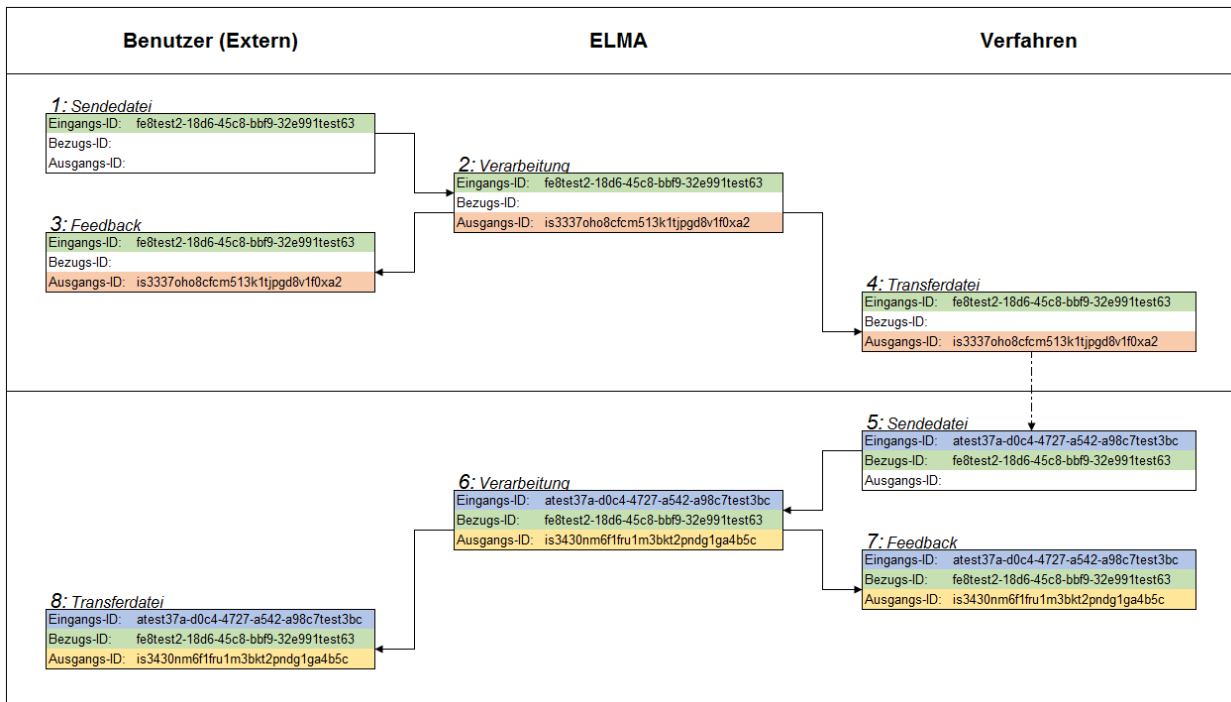 Benutzer (Extern)
ELMA
Verfahren
1: Sendedatei
Eingangs-ID: fe8test2-18d6-45c8-bbf9-32e991test63
Bezugs-ID:
Ausgangs-ID:
2: Verarbeitung
Eingangs-ID: fe8test2-18d6-45c8-bbf9-32e991test63
Bezugs-ID:
Ausgangs-ID: is3337oho8cfcm513k1tjpgd8v1f0xa2
3: Feedback
Eingangs-ID: fe8test2-18d6-45c8-bbf9-32e991test63
Bezugs-ID:
Ausgangs-ID: is3337oho8cfcm513k1tjpgd8v1f0xa2
4: Transferdatei
Eingangs-ID: fe8test2-18d6-45c8-bbf9-32e991test63
Bezugs-ID:
Ausgangs-ID: is3337oho8cfcm513k1tjpgd8v1f0xa2
5: Sendedatei
Eingangs-ID: atest37a-d0c4-4727-a542-a98c7test3bc
Bezugs-ID: fe8test2-18d6-45c8-bbf9-32e991test63
Ausgangs-ID:
6: Verarbeitung
Eingangs-ID: atest37a-d0c4-4727-a542-a98c7test3bc
Bezugs-ID: fe8test2-18d6-45c8-bbf9-32e991test63
Ausgangs-ID: is3430nm6f1fru1m3bkt2pndg1ga4b5c
7: Feedback
Eingangs-ID: atest37a-d0c4-4727-a542-a98c7test3bc
Bezugs-ID: fe8test2-18d6-45c8-bbf9-32e991test63
Ausgangs-ID: is3430nm6f1fru1m3bkt2pndg1ga4b5c
8: Transferdatei
Eingangs-ID: atest37a-d0c4-4727-a542-a98c7test3bc
Bezugs-ID: fe8test2-18d6-45c8-bbf9-32e991test63
Ausgangs-ID: is3430nm6f1fru1m3bkt2pndg1ga4b5c